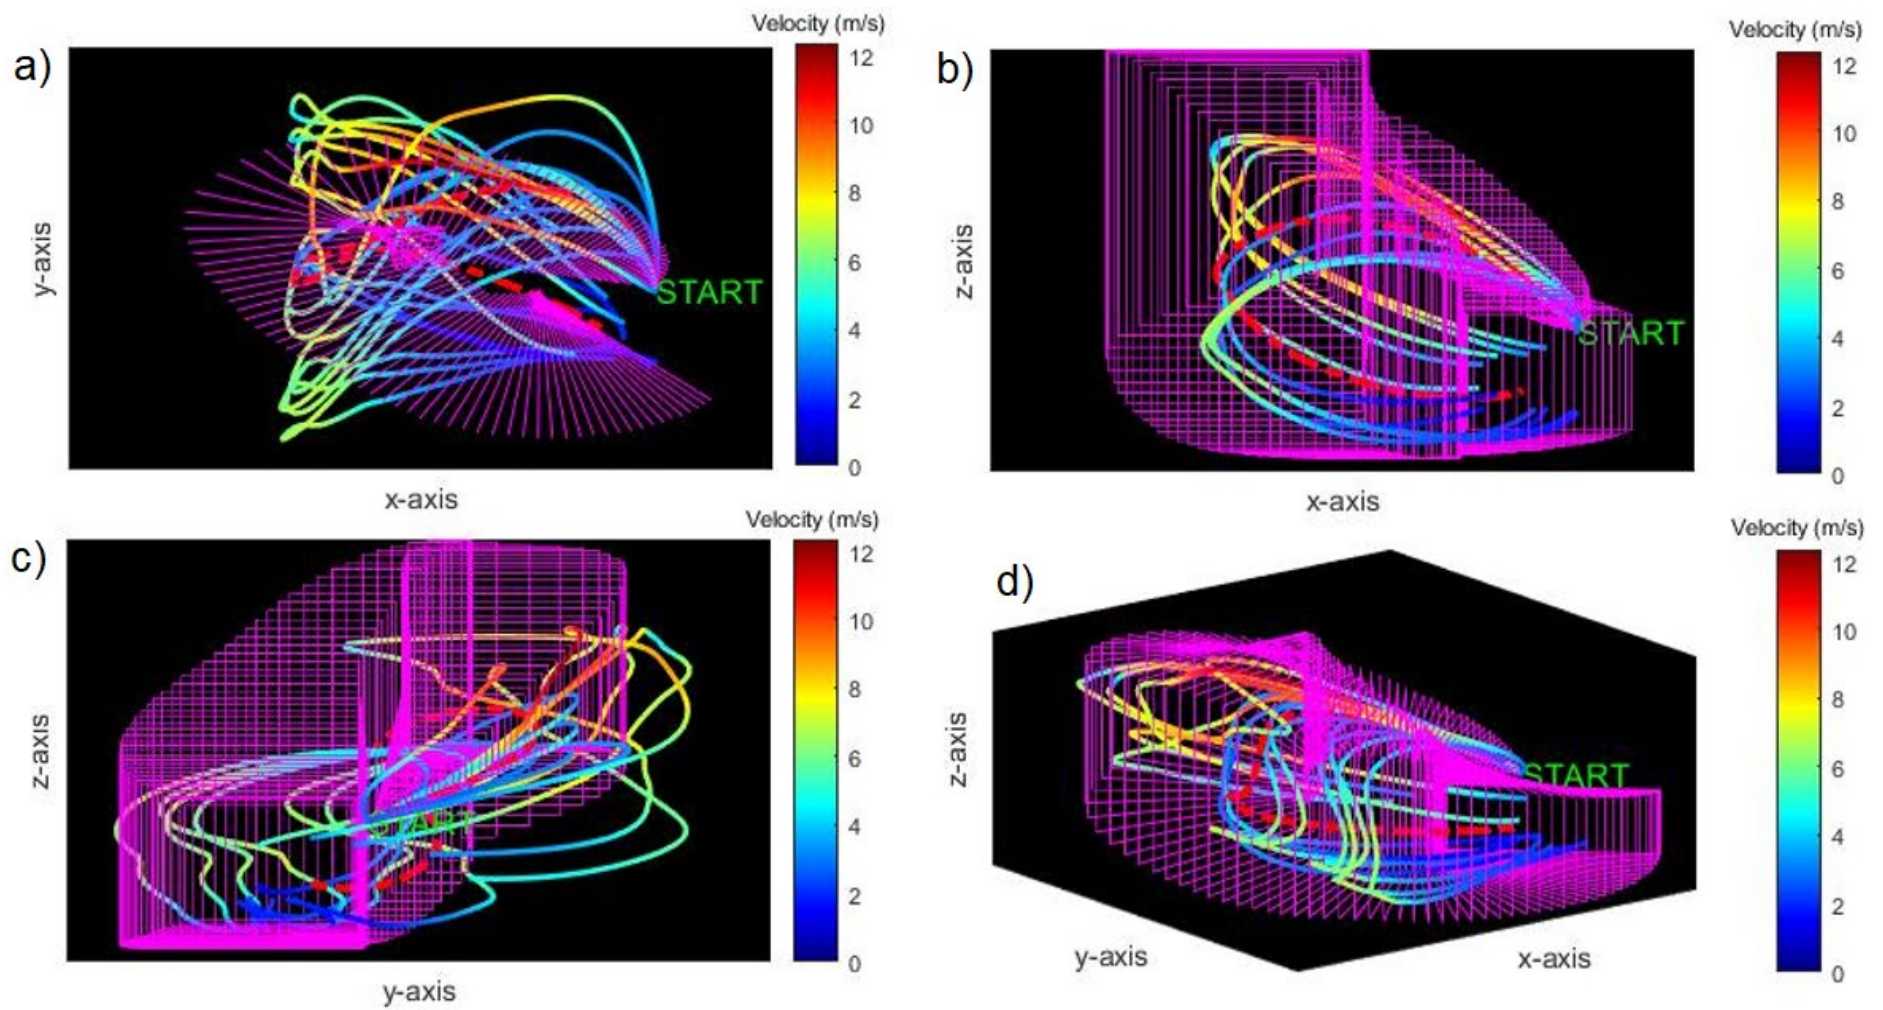 a)
Velocity (m/s)
12
10
8
6
4
2
0
START
y-axis
x-axis
b)
Velocity (m/s)
12
10
8
6
4
2
0
START
z-axis
x-axis
c)
Velocity (m/s)
12
10
8
6
4
2
0
START
z-axis
y-axis
d)
Velocity (m/s)
12
10
8
6
4
2
0
START
z-axis
y-axis
x-axis